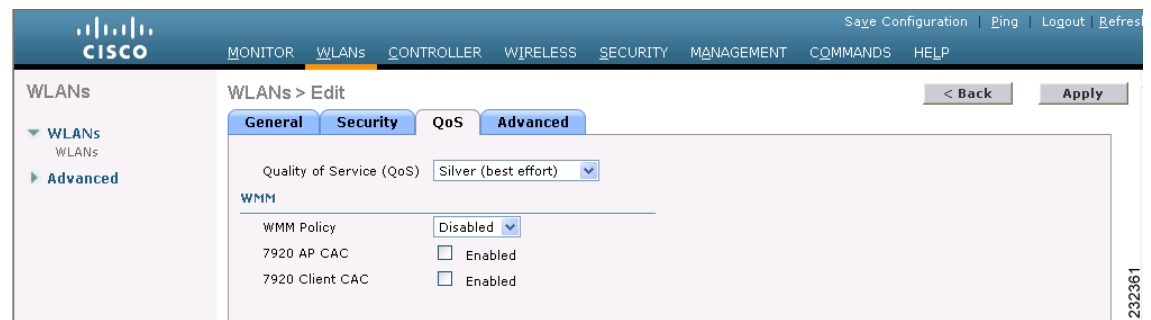 Save Configuration | Ping | Logout | Refresh
CISCO
MONITOR WLANs CONTROLLER WIRELESS SECURITY MANAGEMENT COMMANDS HELP
WLANs
WLANs > Edit
< Back Apply
General Security QoS Advanced
WLANs
WLANs
Advanced
Quality of Service (QoS) Silver (best effort)
WMM
WMM Policy Disabled
7920 AP CAC Enabled
7920 Client CAC Enabled
232361